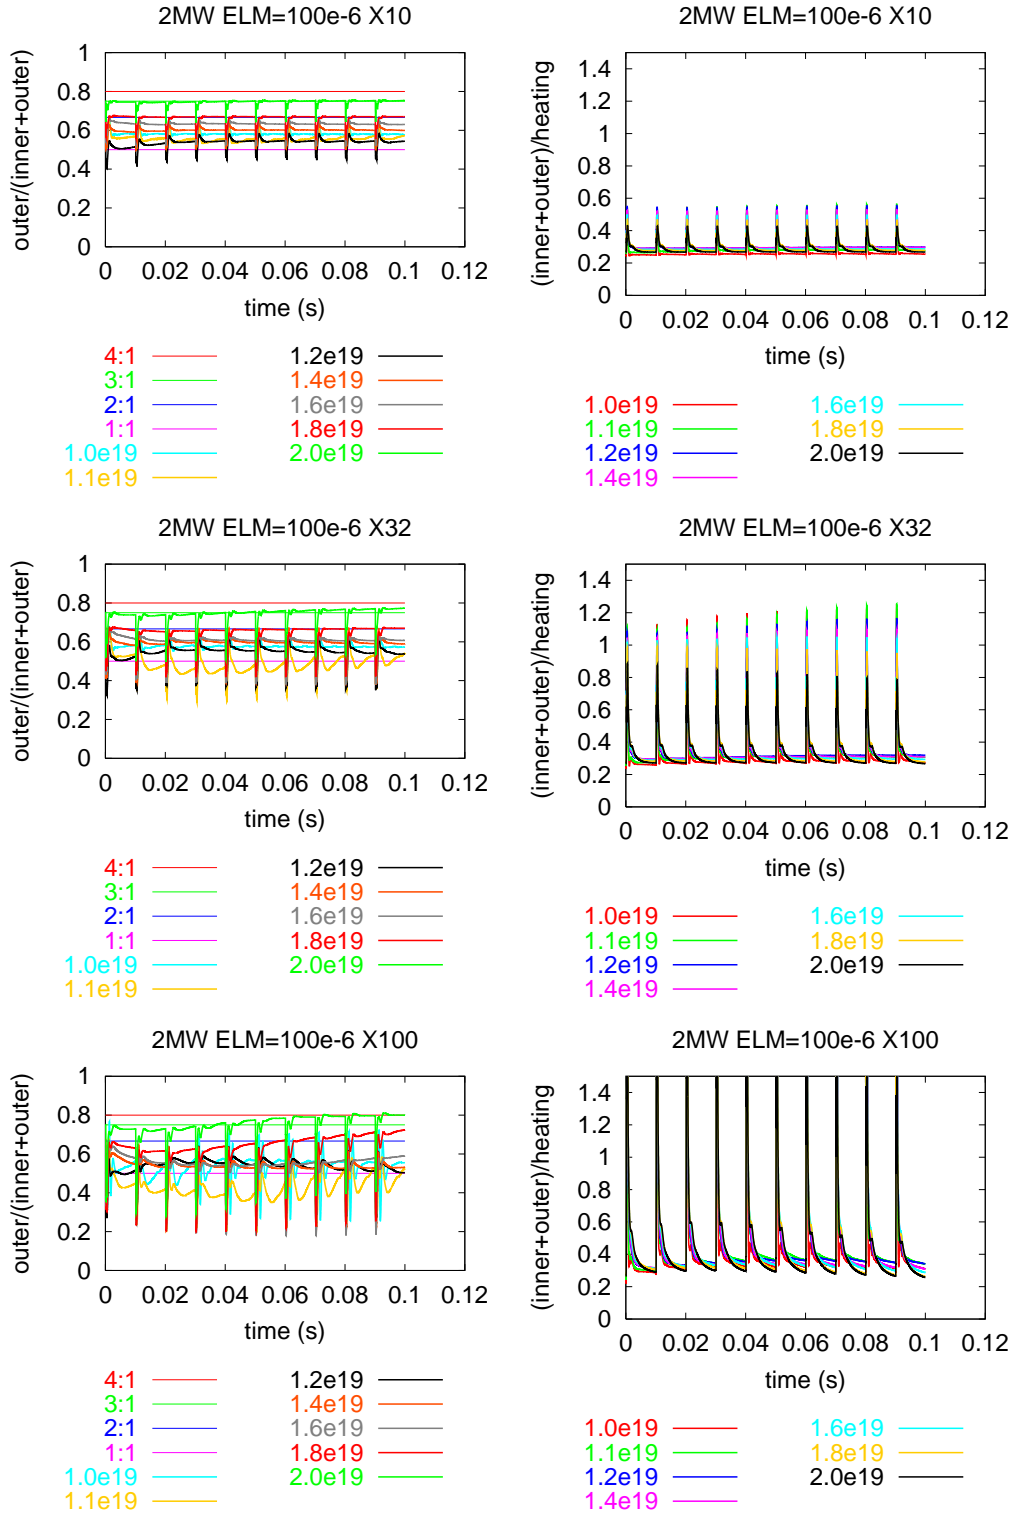 2MW ELM=100e-6 X10
outer/(inner+outer)
1
0.8
0.6
0.4
0.2
0
0 0.02 0.04 0.06 0.08 0.1 0.12
time (s)
4:1 1.2e19
3:1 1.4e19
2:1 1.6e19
1:1 1.8e19
1.0e19 2.0e19
1.1e19
2MW ELM=100e-6 X10
(inner+outer)/heating
1.4
1.2
1
0.8
0.6
0.4
0.2
0
0 0.02 0.04 0.06 0.08 0.1 0.12
time (s)
1.0e19 1.6e19
1.1e19 1.8e19
1.2e19 2.0e19
1.4e19
2MW ELM=100e-6 X32
outer/(inner+outer)
1
0.8
0.6
0.4
0.2
0
0 0.02 0.04 0.06 0.08 0.1 0.12
time (s)
4:1 1.2e19
3:1 1.4e19
2:1 1.6e19
1:1 1.8e19
1.0e19 2.0e19
1.1e19
2MW ELM=100e-6 X32
(inner+outer)/heating
1.4
1.2
1
0.8
0.6
0.4
0.2
0
0 0.02 0.04 0.06 0.08 0.1 0.12
time (s)
1.0e19 1.6e19
1.1e19 1.8e19
1.2e19 2.0e19
1.4e19
2MW ELM=100e-6 X100
outer/(inner+outer)
1
0.8
0.6
0.4
0.2
0
0 0.02 0.04 0.06 0.08 0.1 0.12
time (s)
4:1 1.2e19
3:1 1.4e19
2:1 1.6e19
1:1 1.8e19
1.0e19 2.0e19
1.1e19
2MW ELM=100e-6 X100
(inner+outer)/heating
1.4
1.2
1
0.8
0.6
0.4
0.2
0
0 0.02 0.04 0.06 0.08 0.1 0.12
time (s)
1.0e19 1.6e19
1.1e19 1.8e19
1.2e19 2.0e19
1.4e19